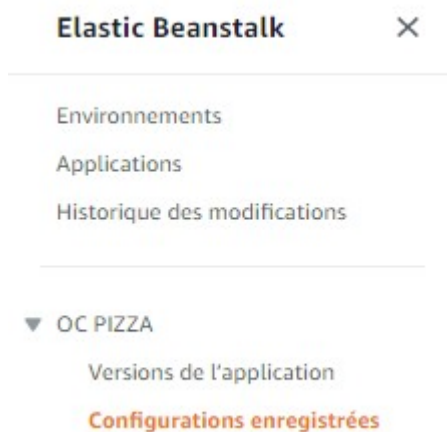 Elastic Beanstalk
Environnements
Applications
Historique des modifications
OC PIZZA
Versions de l'application
Configurations enregistrées